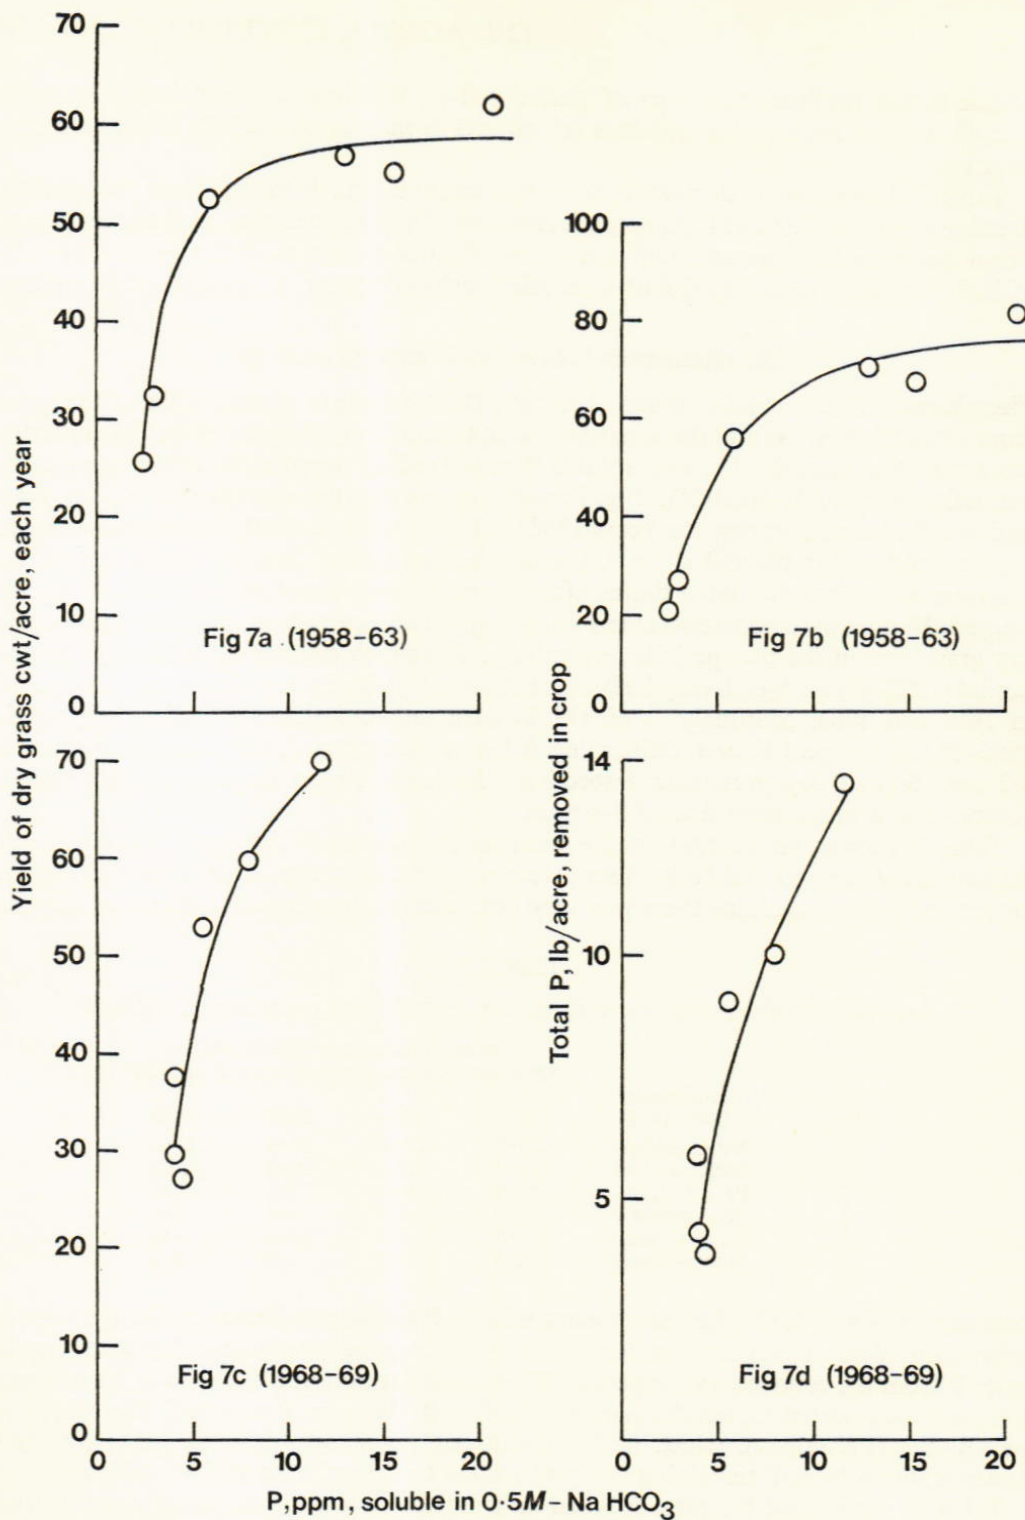 70
60
50
40
30
20
10
0
Fig 7a (1958–63)
100
80
60
40
20
0
Fig 7b (1958–63)
Yield of dry grass cwt/acre, each year
70
60
50
40
30
20
10
0
Fig 7c (1968–69)
0 5 10 15 20
Total P, lb/acre, removed in crop
14
10
5
Fig 7d (1968–69)
0 5 10 15 20
P, ppm, soluble in 0·5M – Na HCO3